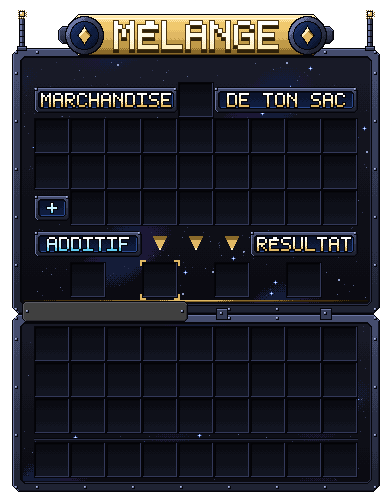 MÉLANGE
MARCHANDISE
DE TON SAC
+
ADDITIF
RÉSULTAT